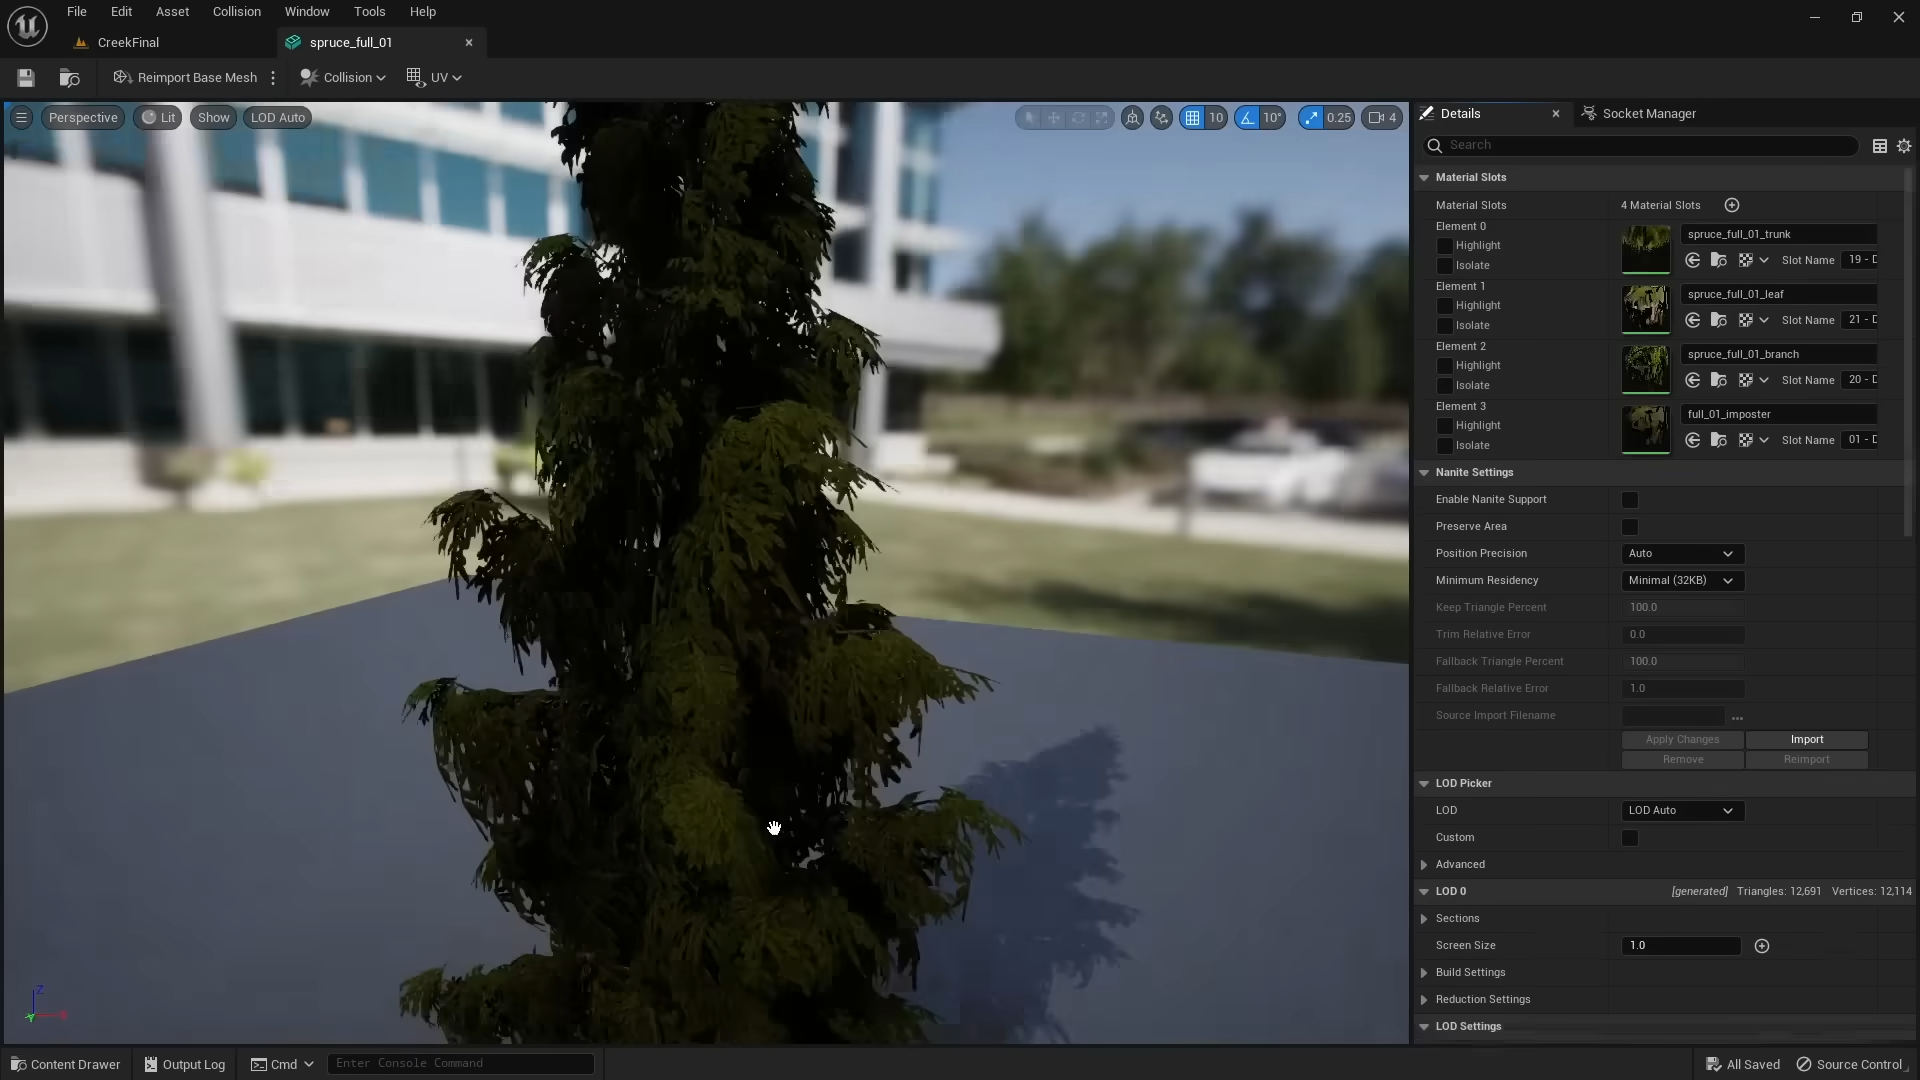 File Edit Asset Collision Window Tools Help
CreekFinal
spruce_full_01
Reimport Base Mesh
Collision
UV
Perspective
Lit
Show
LOD Auto
10
10°
0.25
4
Details
Socket Manager
Search
Material Slots
Material Slots 4 Material Slots
Element 0
Highlight
Isolate
spruce_full_01_trunk
Slot Name 19 - D
Element 1
Highlight
Isolate
spruce_full_01_leaf
Slot Name 21 - D
Element 2
Highlight
Isolate
spruce_full_01_branch
Slot Name 20 - D
Element 3
Highlight
Isolate
full_01_imposter
Slot Name 01 - D
Nanite Settings
Enable Nanite Support
Preserve Area
Position Precision Auto
Minimum Residency Minimal (32KB)
Keep Triangle Percent 100.0
Trim Relative Error 0.0
Fallback Triangle Percent 100.0
Fallback Relative Error 1.0
Source Import Filename ...
Apply Changes Import
Remove Reimport
LOD Picker
LOD LOD Auto
Custom
Advanced
LOD 0 [generated] Triangles: 12,691 Vertices: 12,114
Sections
Screen Size 1.0
Build Settings
Reduction Settings
LOD Settings
Z
Content Drawer
Output Log
Cmd
Enter Console Command
All Saved
Source Control